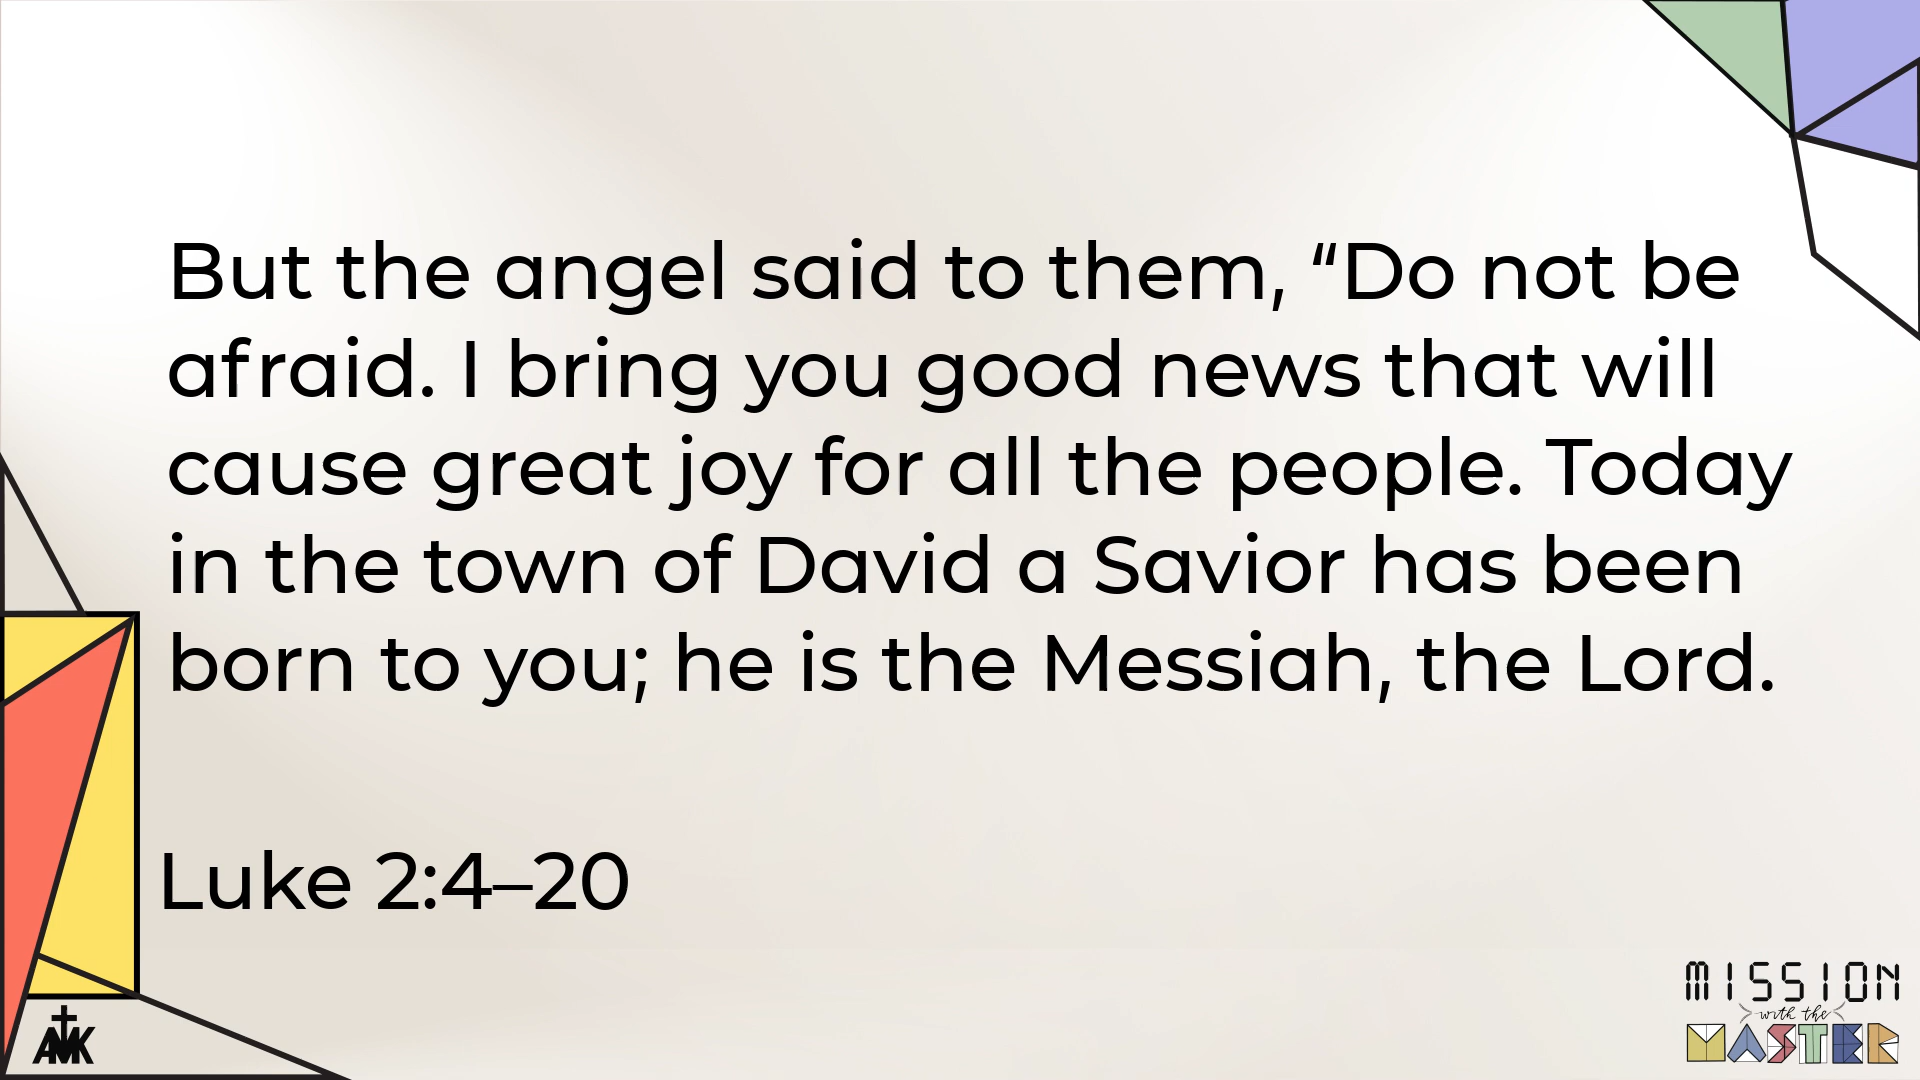 But the angel said to them, “Do not be
afraid. I bring you good news that will
cause great joy for all the people. Today
in the town of David a Savior has been
born to you; he is the Messiah, the Lord.
Luke 2:4–20
AMK
MISSION
with the
MASTER